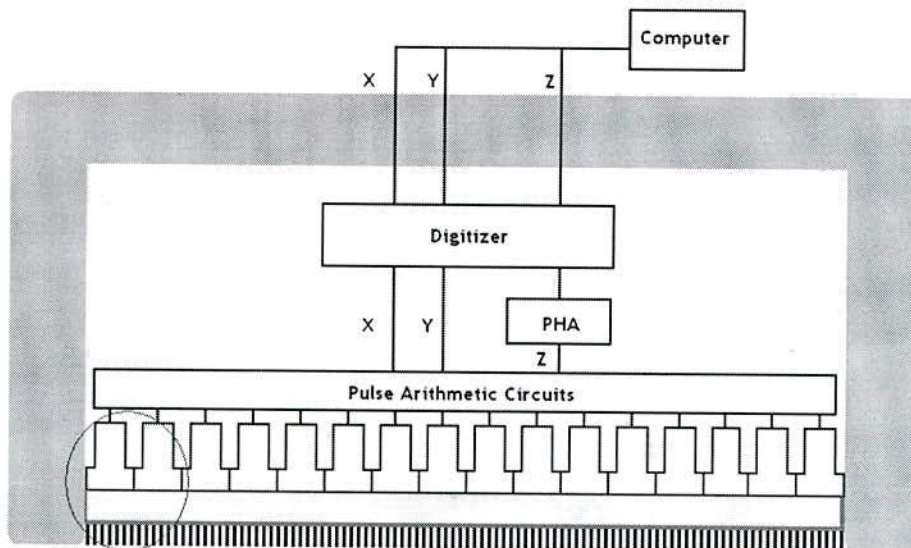 Computer
X Y Z
Digitizer
X Y PHA
Z
Pulse Arithmetic Circuits